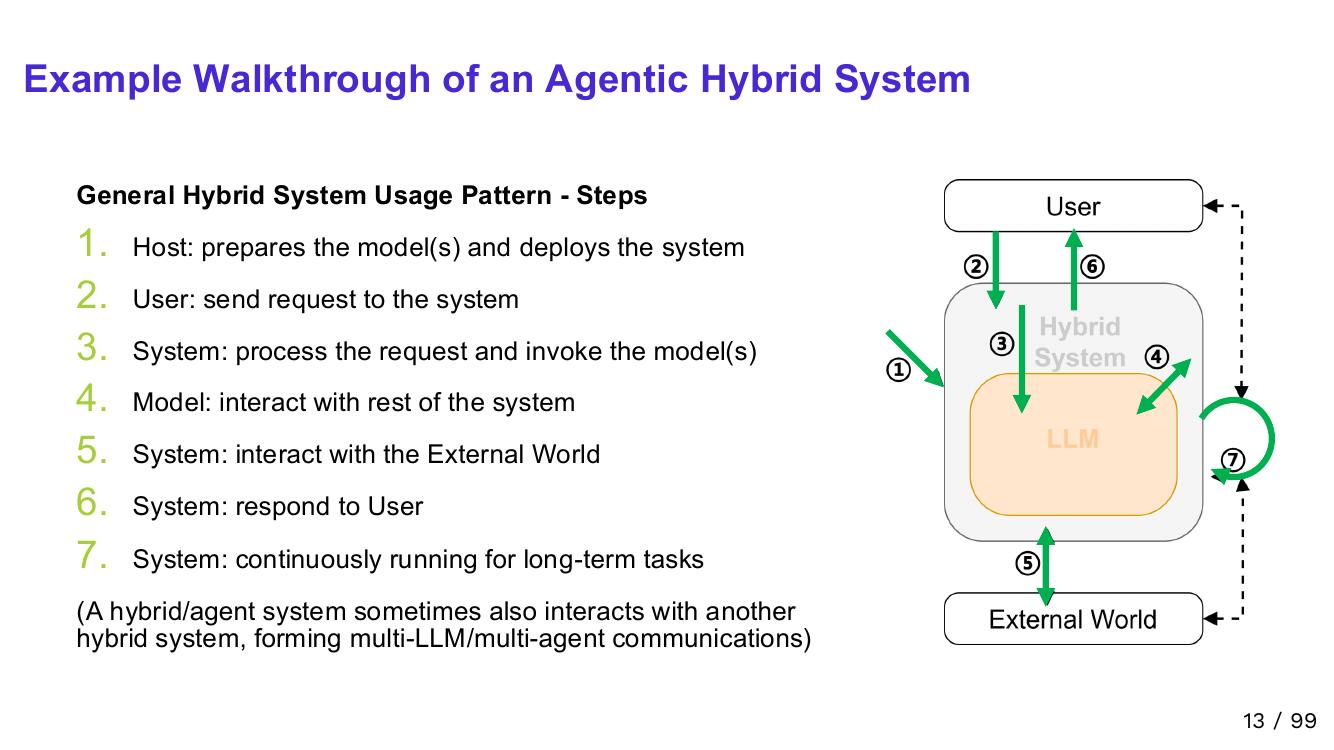 Example Walkthrough of an Agentic Hybrid System
General Hybrid System Usage Pattern - Steps
1. Host: prepares the model(s) and deploys the system
2. User: send request to the system
3. System: process the request and invoke the model(s)
4. Model: interact with rest of the system
5. System: interact with the External World
6. System: respond to User
7. System: continuously running for long-term tasks
(A hybrid/agent system sometimes also interacts with another
hybrid system, forming multi-LLM/multi-agent communications)
User
② ⑥
Hybrid
System
③
④
①
LLM
⑦
⑤
External World
13 / 99